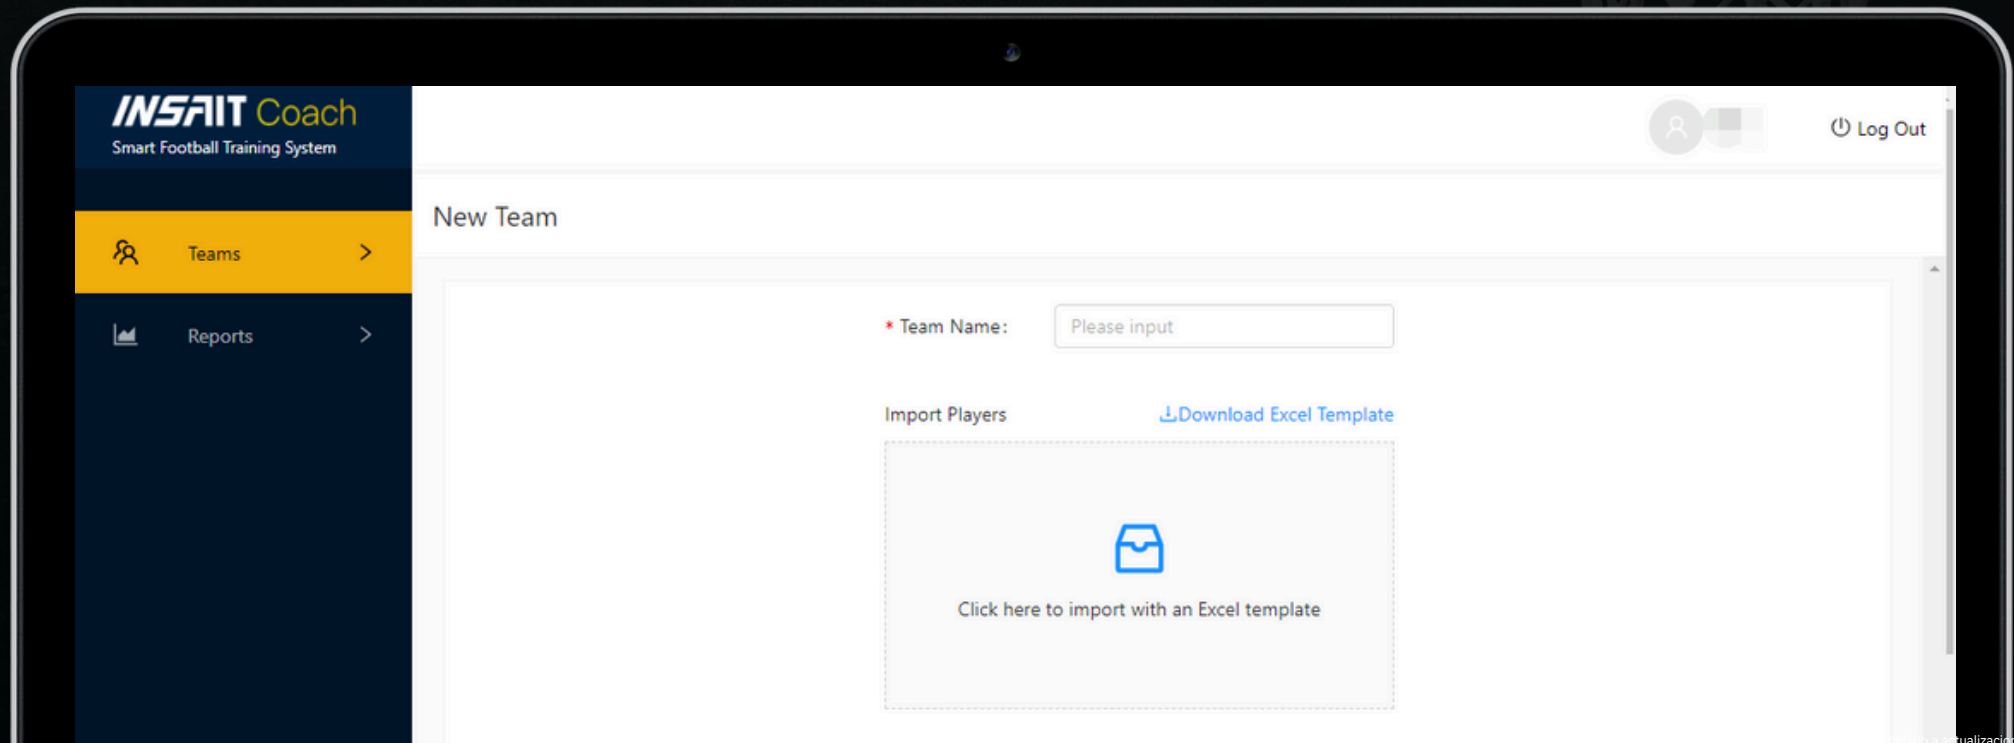 INSAIT Coach
Smart Football Training System
Log Out
New Team
Teams
Reports
* Team Name:
Please input
Import Players
Download Excel Template
Click here to import with an Excel template